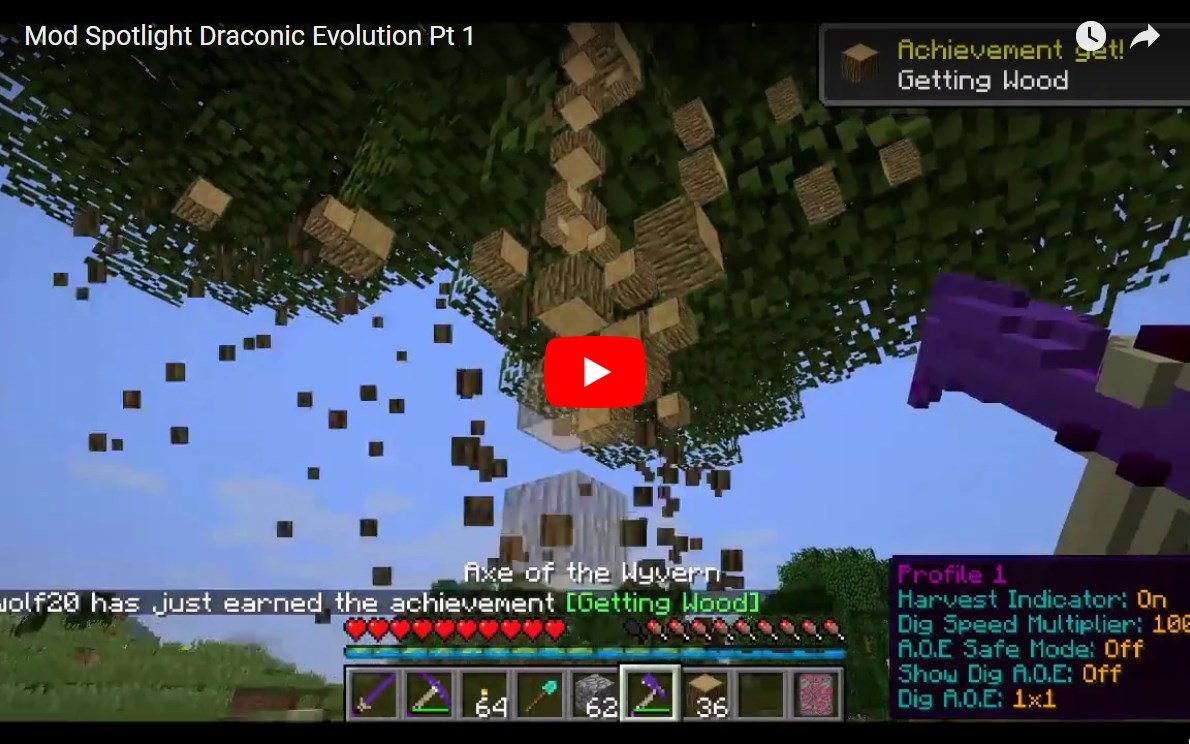 Mod Spotlight Draconic Evolution Pt 1
Achievement get!
Getting Wood
Axe of the Wyvern
wolf20 has just earned the achievement [Getting Wood]
Profile 1
Harvest Indicator: On
Dig Speed Multiplier: 100
A.O.E Safe Mode: Off
Show Dig A.O.E: Off
Dig A.O.E: 1x1
64 62 36